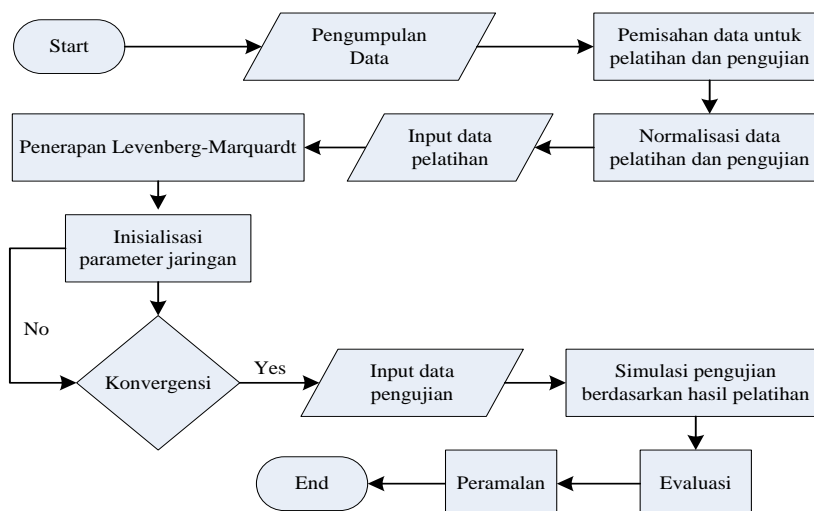 Start
Pengumpulan
Data
Pemisahan data untuk
pelatihan dan pengujian
Normalisasi data
pelatihan dan pengujian
Input data
pelatihan
Penerapan Levenberg-Marquardt
Inisialisasi
parameter jaringan
No
Konvergensi
Yes
Input data
pengujian
Simulasi pengujian
berdasarkan hasil pelatihan
Evaluasi
Peramalan
End